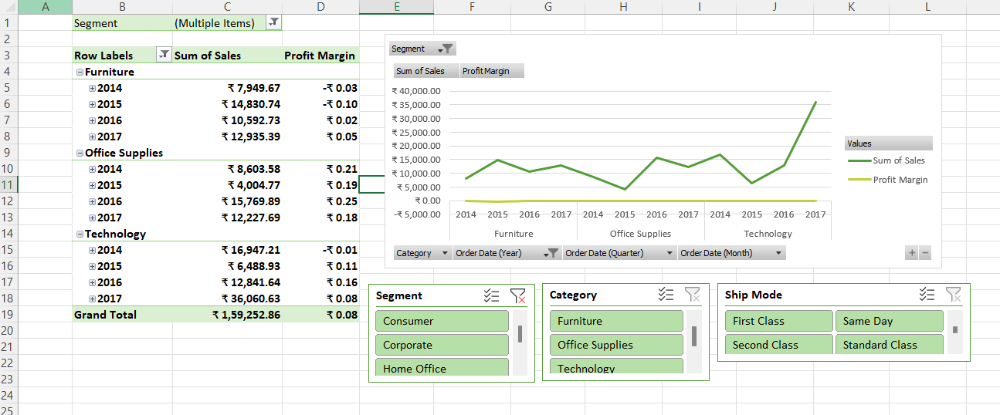 A B C D E F G H I J K L
1 Segment (Multiple Items)
2
3 Row Labels Sum of Sales Profit Margin
4 Furniture
5 2014 ₹ 7,949.67 -₹ 0.03
6 2015 ₹ 14,830.74 -₹ 0.10
7 2016 ₹ 10,592.73 ₹ 0.02
8 2017 ₹ 12,935.39 ₹ 0.05
9 Office Supplies
10 2014 ₹ 8,603.58 ₹ 0.21
11 2015 ₹ 4,004.77 ₹ 0.19
12 2016 ₹ 15,769.89 ₹ 0.25
13 2017 ₹ 12,227.69 ₹ 0.18
14 Technology
15 2014 ₹ 16,947.21 -₹ 0.01
16 2015 ₹ 6,488.93 ₹ 0.11
17 2016 ₹ 12,841.64 ₹ 0.16
18 2017 ₹ 36,060.63 ₹ 0.08
19 Grand Total ₹ 1,59,252.86 ₹ 0.08
20
21
22
23
24
25
Segment
Sum of Sales Profit Margin
₹ 40,000.00
₹ 35,000.00
₹ 30,000.00
₹ 25,000.00
₹ 20,000.00
₹ 15,000.00
₹ 10,000.00
₹ 5,000.00
₹ 0.00
-₹ 5,000.00
2014 2015 2016 2017 2014 2015 2016 2017 2014 2015 2016 2017
Furniture Office Supplies Technology
Values
Sum of Sales
Profit Margin
Category Order Date (Year) Order Date (Quarter) Order Date (Month)
Segment
Consumer
Corporate
Home Office
Category
Furniture
Office Supplies
Technology
Ship Mode
First Class Same Day
Second Class Standard Class